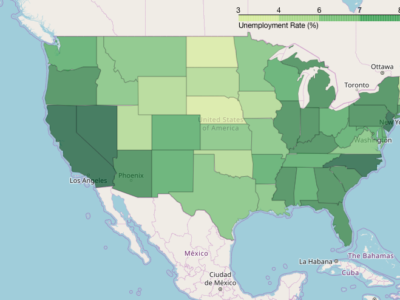 3 4 5 6 7 8
Unemployment Rate (%)
Ottawa
Toronto
New York
United States
of America
Washington
Los Angeles
Phoenix
La Habana
The Bahamas
México
Cuba
Ciudad
de México